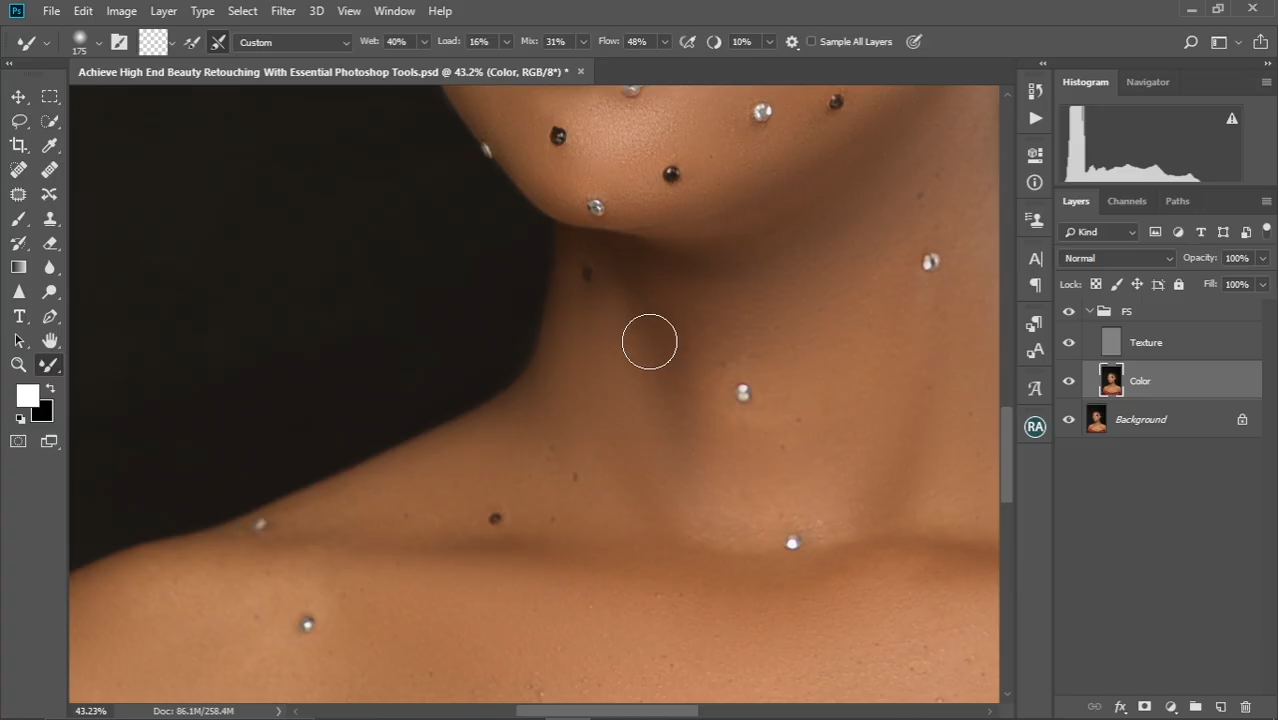 Ps File Edit Image Layer Type Select Filter 3D View Window Help
175 Custom Wet: 40% Load: 16% Mix: 31% Flow: 48% 10% Sample All Layers
Achieve High End Beauty Retouching With Essential Photoshop Tools.psd @ 43.2% (Color, RGB/8*) *
Histogram Navigator
Layers Channels Paths
Kind
Normal Opacity: 100%
Lock: Fill: 100%
FS
Texture
Color
RA Background
43.23% Doc: 86.1M/258.4M